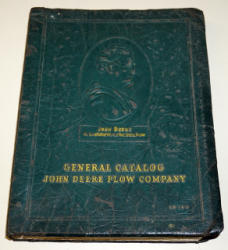 JOHN DEERE
GENERAL CATALOG
JOHN DEERE PLOW COMPANY